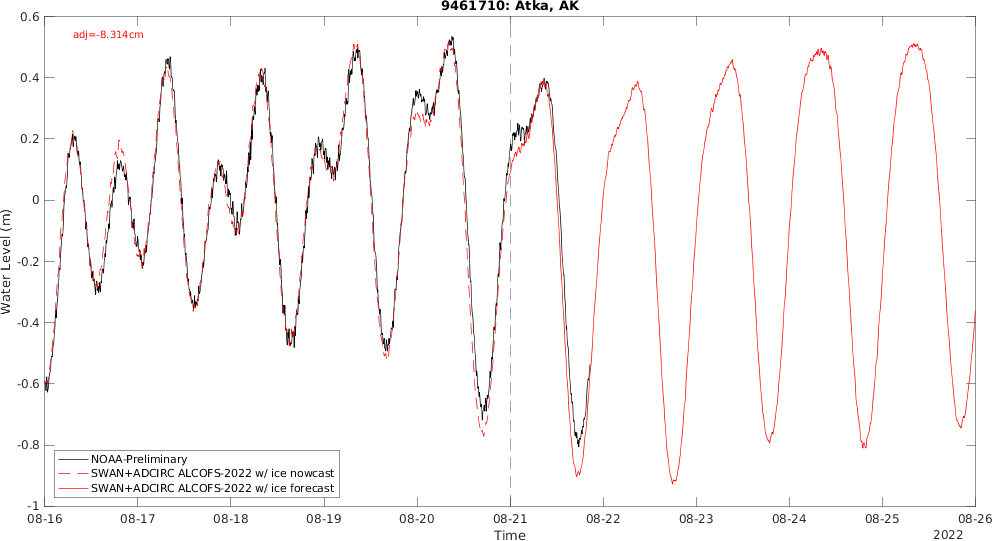 9461710: Atka, AK
adj=-8.314cm
0.6
0.4
0.2
0
-0.2
-0.4
-0.6
-0.8
-1
Water Level (m)
NOAA-Preliminary
SWAN+ADCIRC ALCOFS-2022 w/ ice nowcast
SWAN+ADCIRC ALCOFS-2022 w/ ice forecast
08-16 08-17 08-18 08-19 08-20 08-21 08-22 08-23 08-24 08-25 08-26
Time
2022